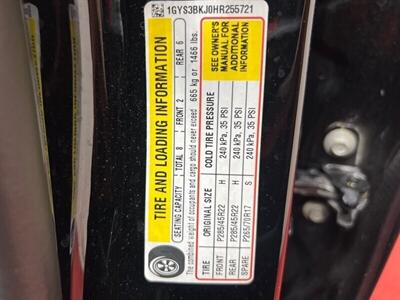 1GYS3BKJ0HR255721
TIRE AND LOADING INFORMATION
SEATING CAPACITY TOTAL 8 FRONT 2 REAR 6
The combined weight of occupants and cargo should never exceed 665 kg or 1466 lbs.
TIRE ORIGINAL SIZE COLD TIRE PRESSURE
FRONT P285/45R22 H 240 kPa, 35 PSI
REAR P285/45R22 H 240 kPa, 35 PSI
SPARE P265/70R17 S 240 kPa, 35 PSI
SEE OWNER'S
MANUAL FOR
ADDITIONAL
INFORMATION